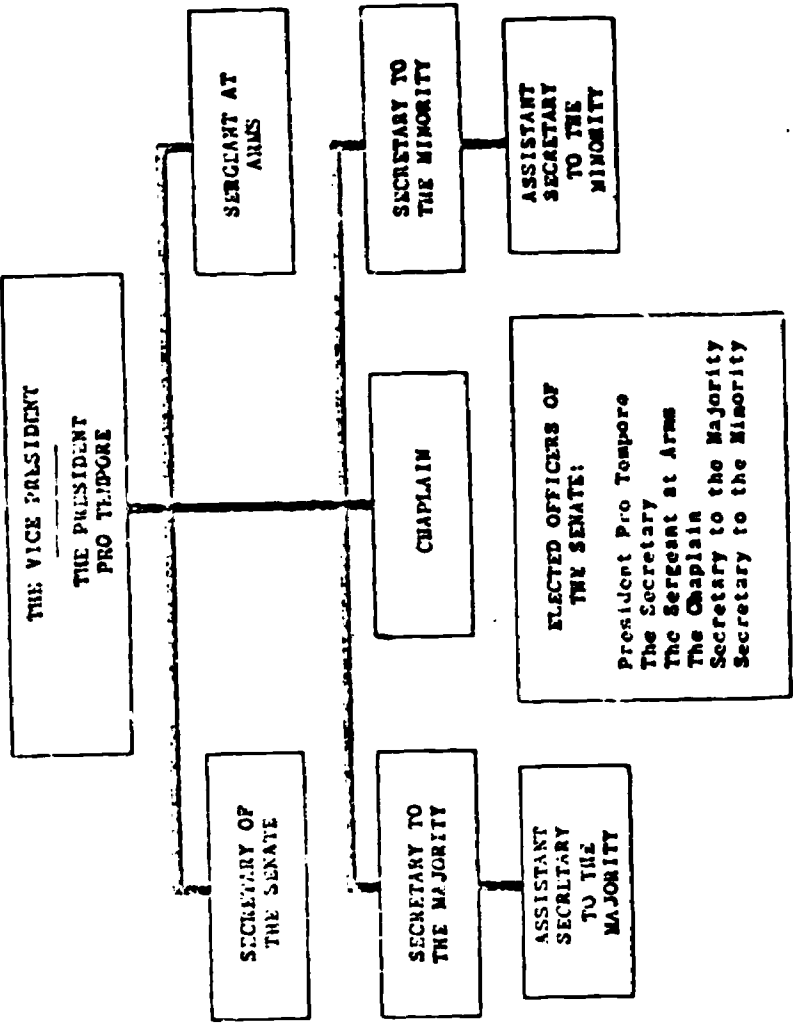 THE VICE PRESIDENT
THE PRESIDENT
PRO TEMPORE
SECRETARY OF
THE SENATE
SERGEANT AT
ARMS
SECRETARY TO
THE MAJORITY
CHAPLAIN
SECRETARY TO
THE MINORITY
ASSISTANT
SECRETARY
TO THE
MAJORITY
ASSISTANT
SECRETARY
TO THE
MINORITY
ELECTED OFFICERS OF
THE SENATE:
President Pro Tempore
The Secretary
The Sergeant at Arms
The Chaplain
Secretary to the Majority
Secretary to the Minority